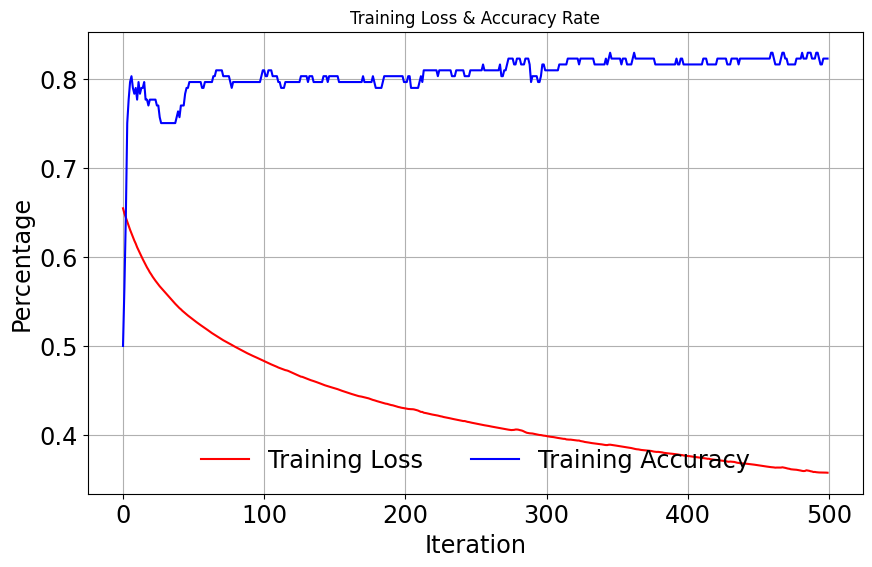 Training Loss & Accuracy Rate
Percentage
0.8
0.7
0.6
0.5
0.4
Training Loss Training Accuracy
0 100 200 300 400 500
Iteration